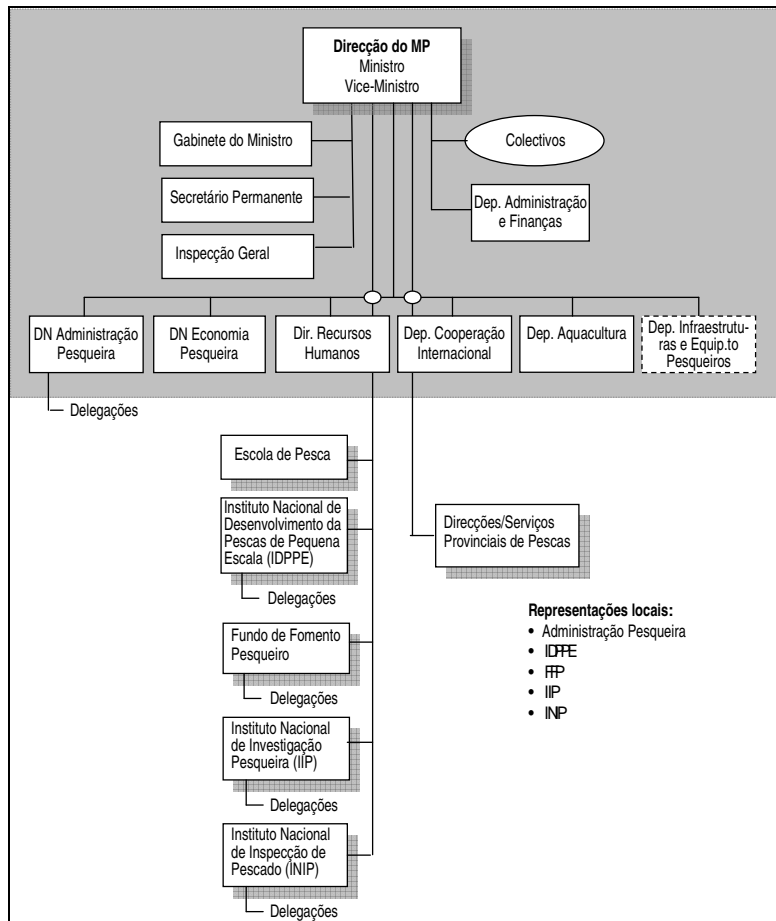 Direcção do MP
Ministro
Vice-Ministro
Gabinete do Ministro
Colectivos
Secretário Permanente
Dep. Administração
e Finanças
Inspecção Geral
DN Administração
Pesqueira
DN Economia
Pesqueira
Dir. Recursos
Humanos
Dep. Cooperação
Internacional
Dep. Aquacultura
Dep. Infraestrutu-
ras e Equip.to
Pesqueiros
Delegações
Escola de Pesca
Instituto Nacional de
Desenvolvimento da
Pescas de Pequena
Escala (IDPPE)
Delegações
Direcções/Serviços
Provinciais de Pescas
Fundo de Fomento
Pesqueiro
Delegações
Instituto Nacional
de Investigação
Pesqueira (IIP)
Delegações
Instituto Nacional
de Inspecção de
Pescado (INIP)
Delegações
Representações locais:
• Administração Pesqueira
• IDPPE
• FFP
• IIP
• INIP